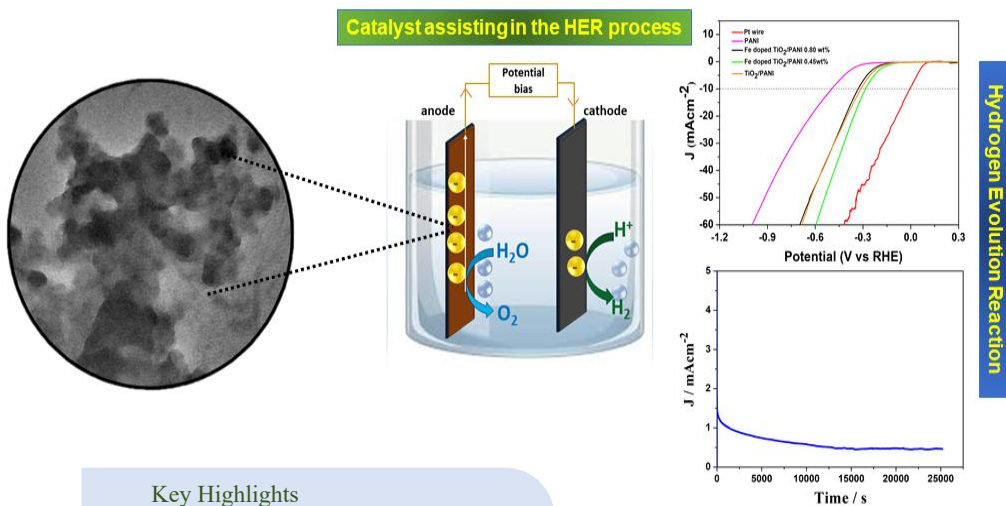 Catalyst assisting in the HER process
Potential
bias
anode
cathode
-
-
-
-
-
-
H2O
O2
H+
H2
Pt wire
PANI
Fe doped TiO2/PANI 0.80 wt%
Fe doped TiO2/PANI 0.45wt%
TiO2/PANI
J (mAcm-2)
0
-10
-20
-30
-40
-50
-60
-1.2 -0.9 -0.6 -0.3 0.0 0.3
Potential (V vs RHE)
J / mAcm-2
5
4
3
2
1
0
0 5000 10000 15000 20000 25000
Time / s
Hydrogen Evolution Reaction
Key Highlights